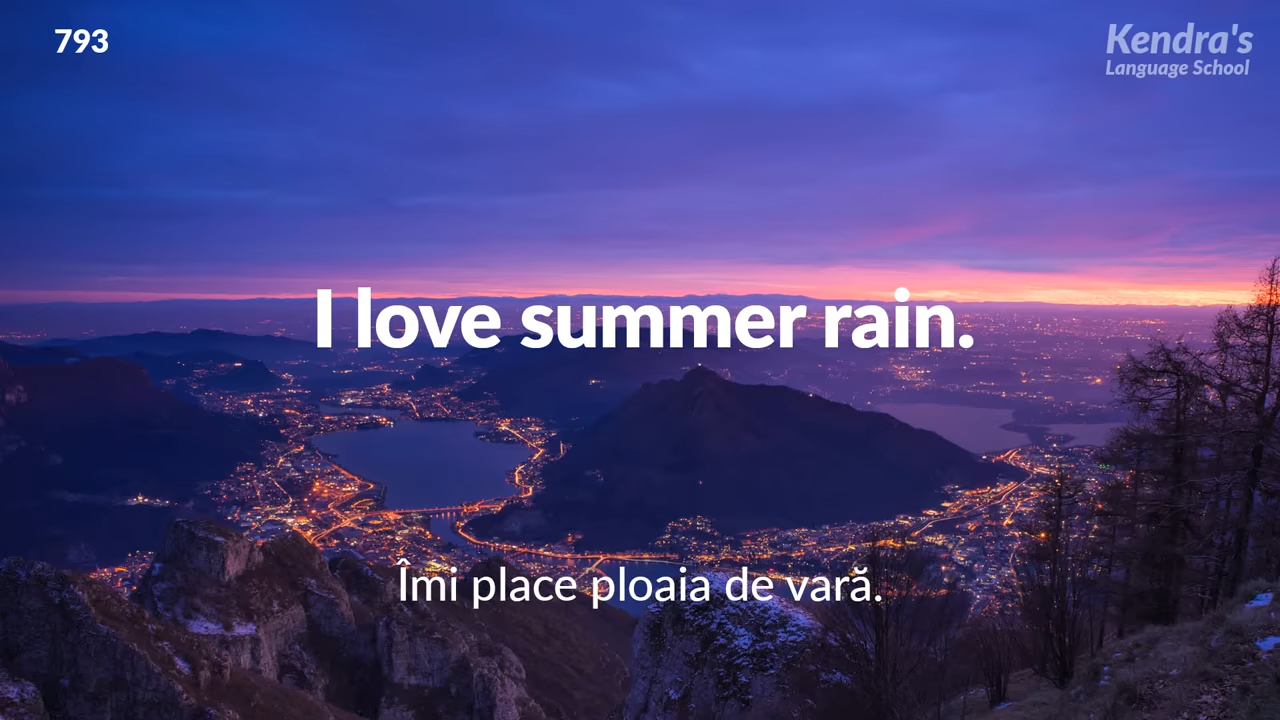 793
Kendra's
Language School
I love summer rain.
Îmi place ploaia de vară.